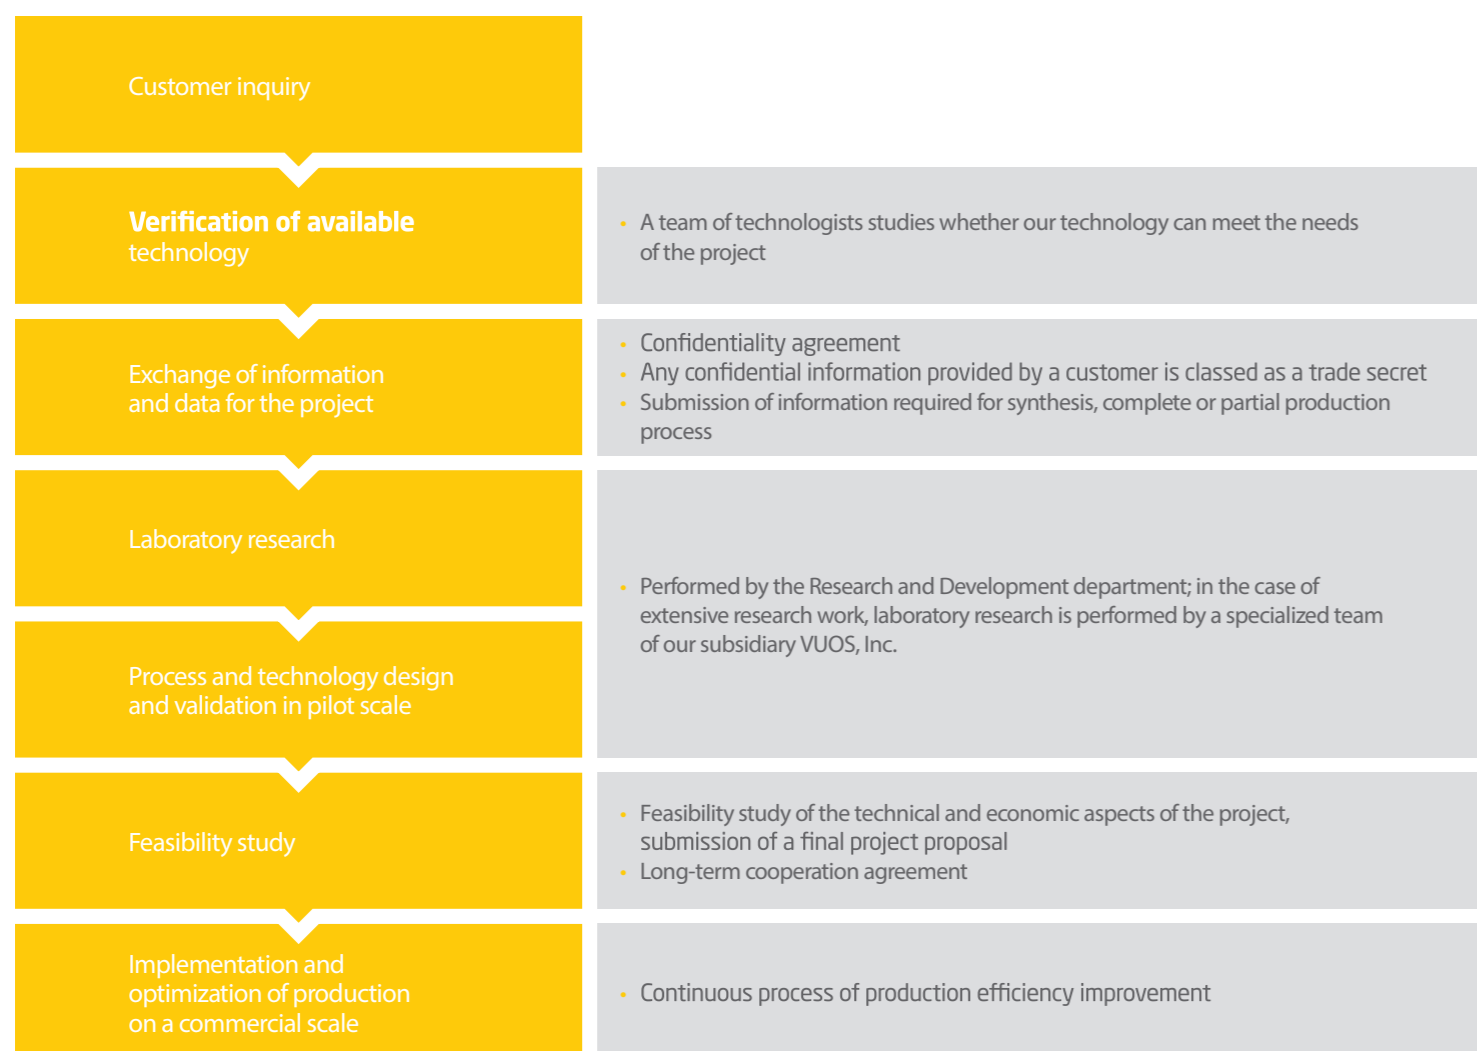 Customer inquiry
Verification of available
technology
• A team of technologists studies whether our technology can meet the needs
of the project
Exchange of information
and data for the project
• Confidentiality agreement
• Any confidential information provided by a customer is classed as a trade secret
• Submission of information required for synthesis, complete or partial production
process
Laboratory research
Process and technology design
and validation in pilot scale
• Performed by the Research and Development department; in the case of
extensive research work, laboratory research is performed by a specialized team
of our subsidiary VUOS, Inc.
Feasibility study
• Feasibility study of the technical and economic aspects of the project,
submission of a final project proposal
• Long-term cooperation agreement
Implementation and
optimization of production
on a commercial scale
• Continuous process of production efficiency improvement